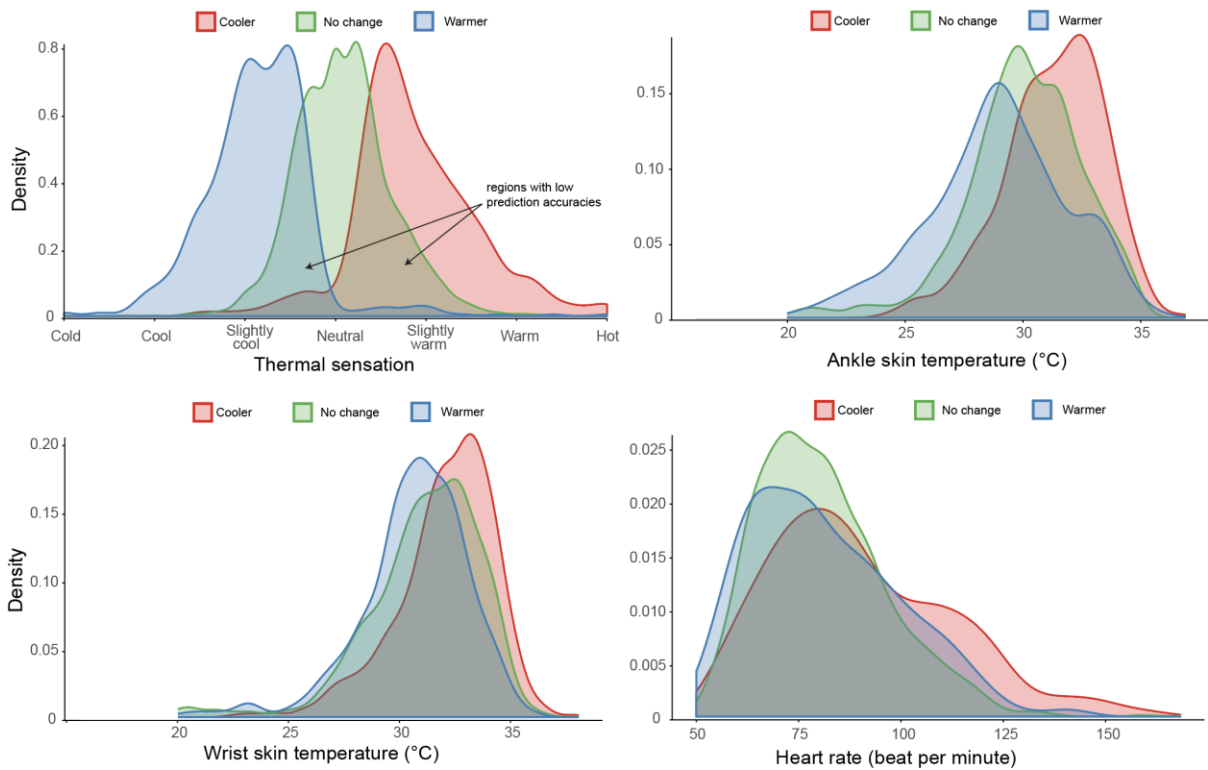 Cooler No change Warmer
0.8
0.6
0.4
0.2
0
Density
regions with low
prediction accuracies
Cold Cool Slightly cool Neutral Slightly warm Warm Hot
Thermal sensation
Cooler No change Warmer
0.15
0.10
0.05
0
20 25 30 35
Ankle skin temperature (°C)
Cooler No change Warmer
0.20
0.15
0.10
0.05
0
Density
20 25 30 35
Wrist skin temperature (°C)
Cooler No change Warmer
0.025
0.020
0.015
0.010
0.005
0
50 75 100 150
Heart rate (beat per minute)